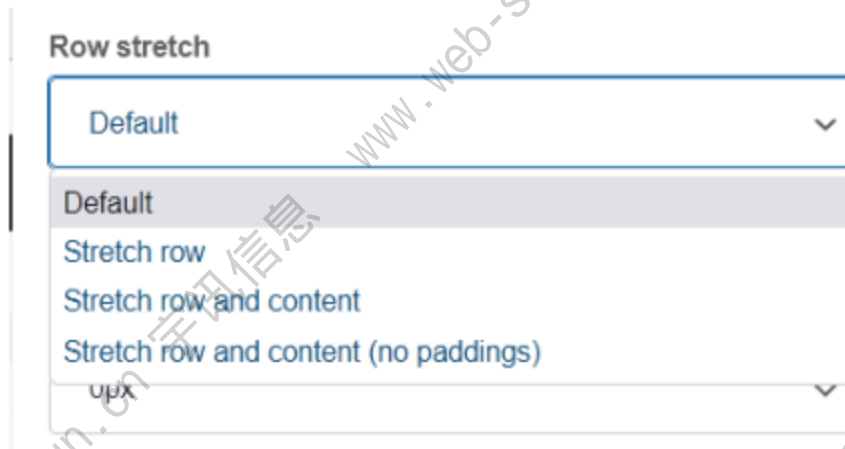 Row stretch
Default
Default
Stretch row
Stretch row and content
Stretch row and content (no paddings)
0px
www.web-s
宇讯信息
un.cn